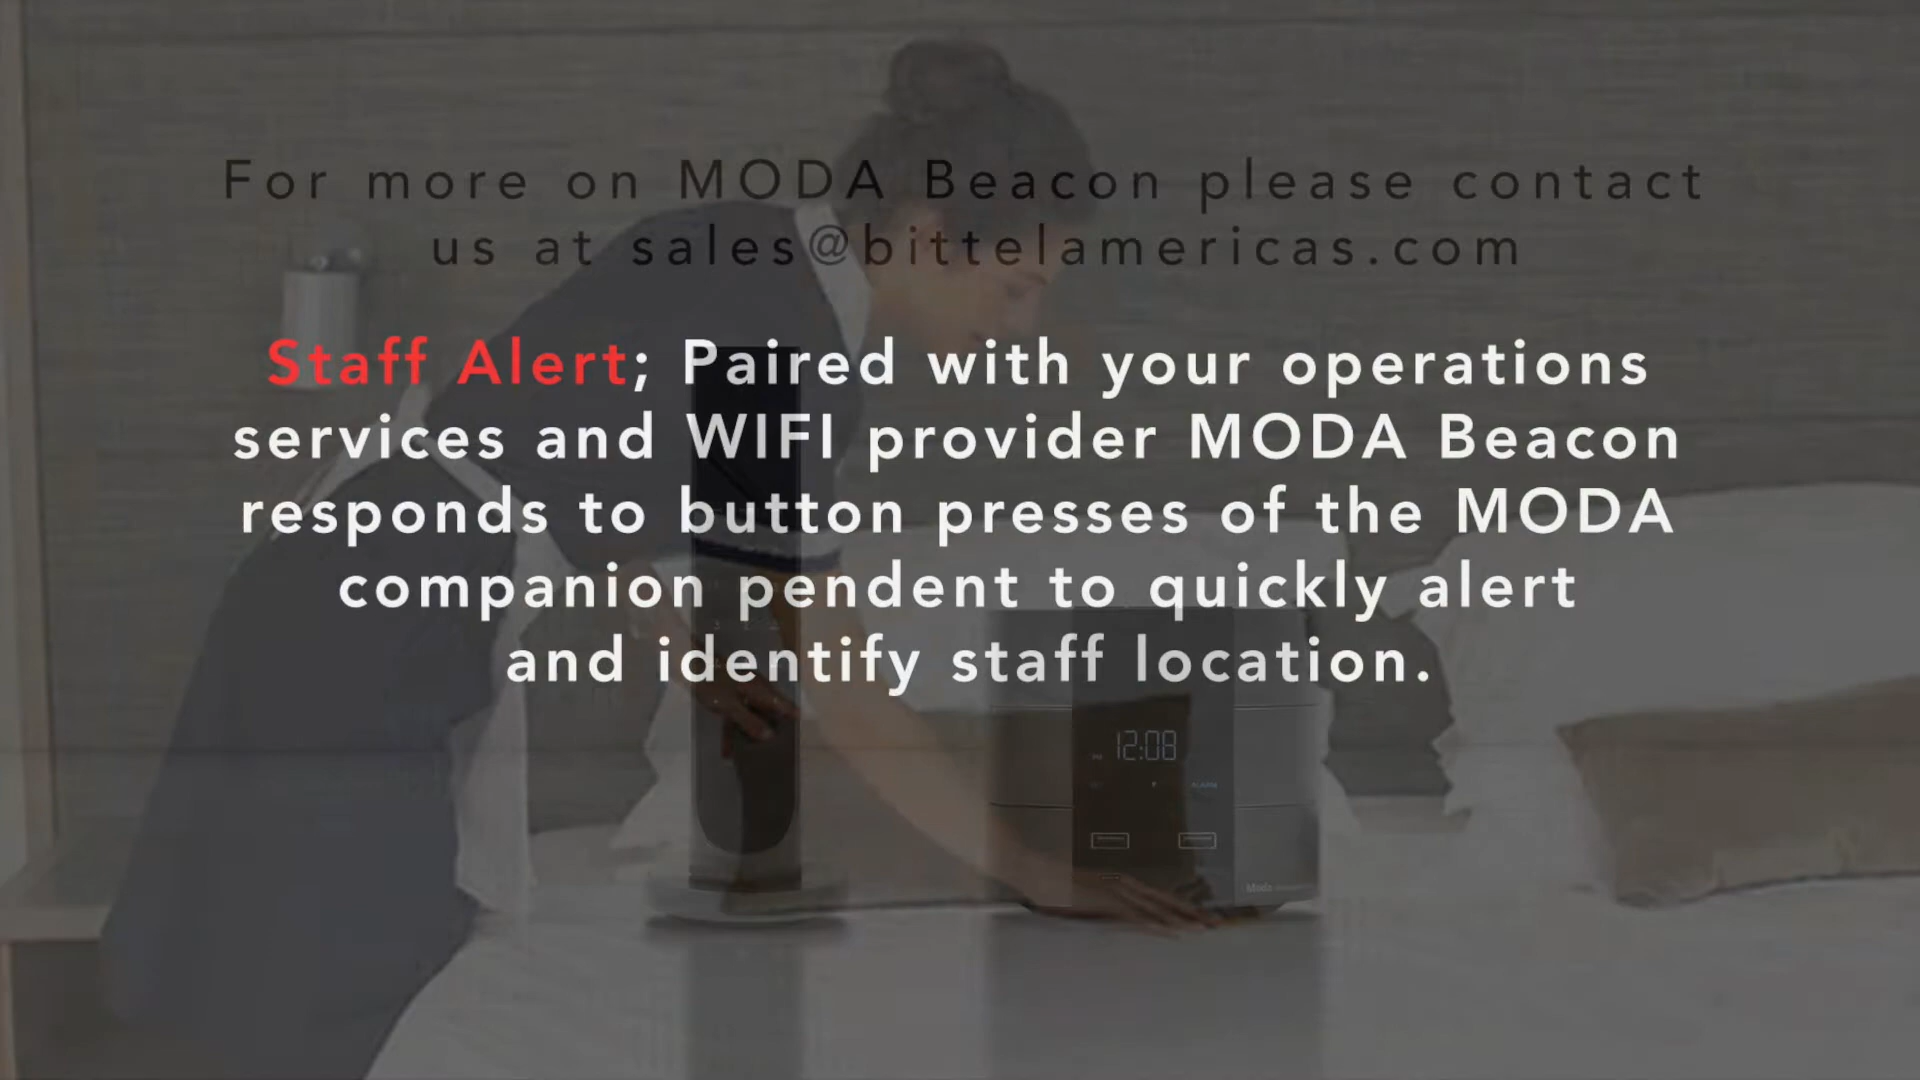 For more on MODA Beacon please contact
us at sales@bittelamericas.com
Staff Alert; Paired with your operations
services and WIFI provider MODA Beacon
responds to button presses of the MODA
companion pendent to quickly alert
and identify staff location.
12:08
ALARM
Moda